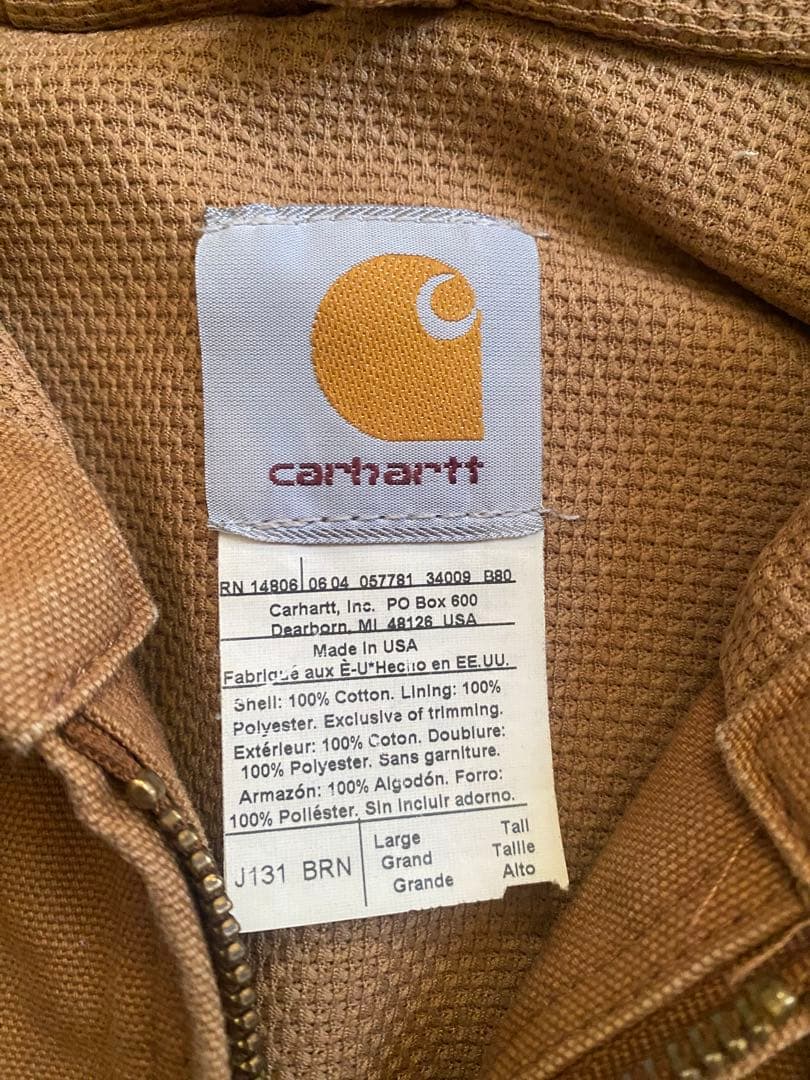 carhartt
RN 14806 06 04 057781 34009 B80
Carhartt, Inc. PO Box 600
Dearborn, MI 48126 USA
Made in USA
Fabriqué aux É-U*Hecho en EE.UU.
Shell: 100% Cotton. Lining: 100%
Polyester. Exclusive of trimming.
Extérieur: 100% Coton. Doublure:
100% Polyester. Sans garniture.
Armazón: 100% Algodón. Forro:
100% Poliéster. Sin incluir adorno.
J131 BRN
Large Tall
Grand Taille
Grande Alto